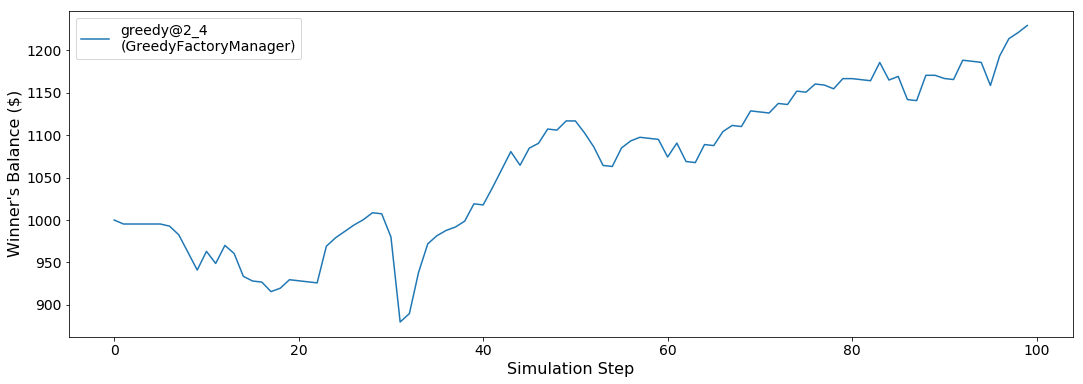 greedy@2_4
(GreedyFactoryManager)
Winner's Balance ($)
1200
1150
1100
1050
1000
950
900
0 20 40 60 80 100
Simulation Step